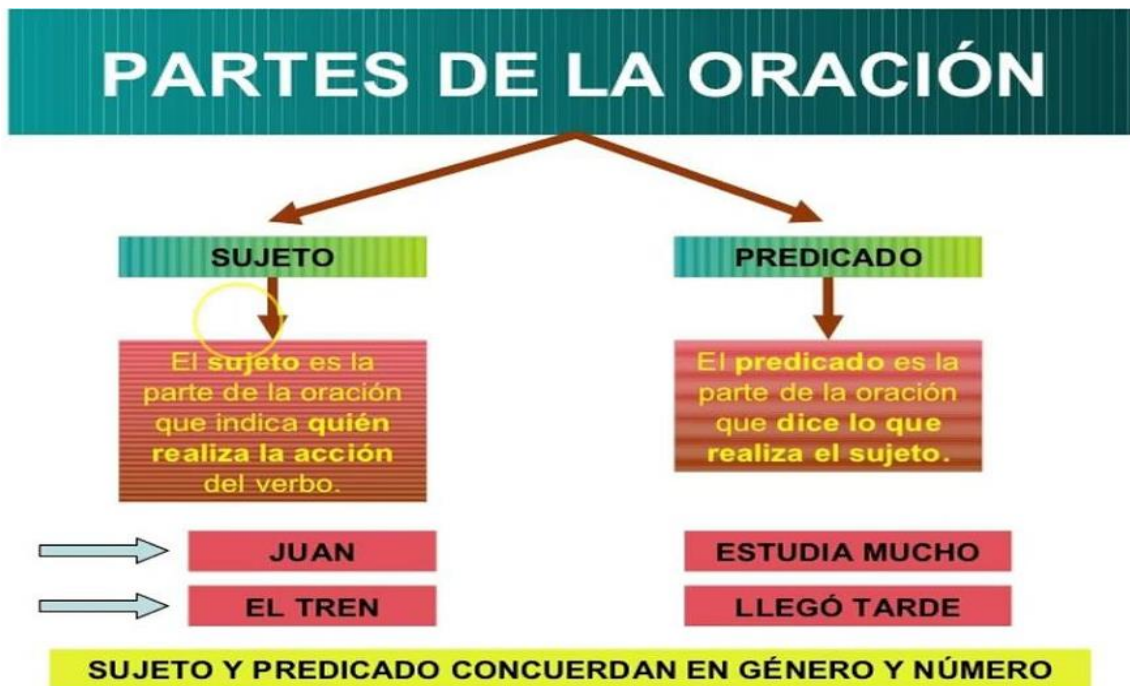 PARTES DE LA ORACIÓN
SUJETO
El sujeto es la
parte de la oración
que indica quién
realiza la acción
del verbo.
PREDICADO
El predicado es la
parte de la oración
que dice lo que
realiza el sujeto.
JUAN
ESTUDIA MUCHO
EL TREN
LLEGÓ TARDE
SUJETO Y PREDICADO CONCUERDAN EN GÉNERO Y NÚMERO